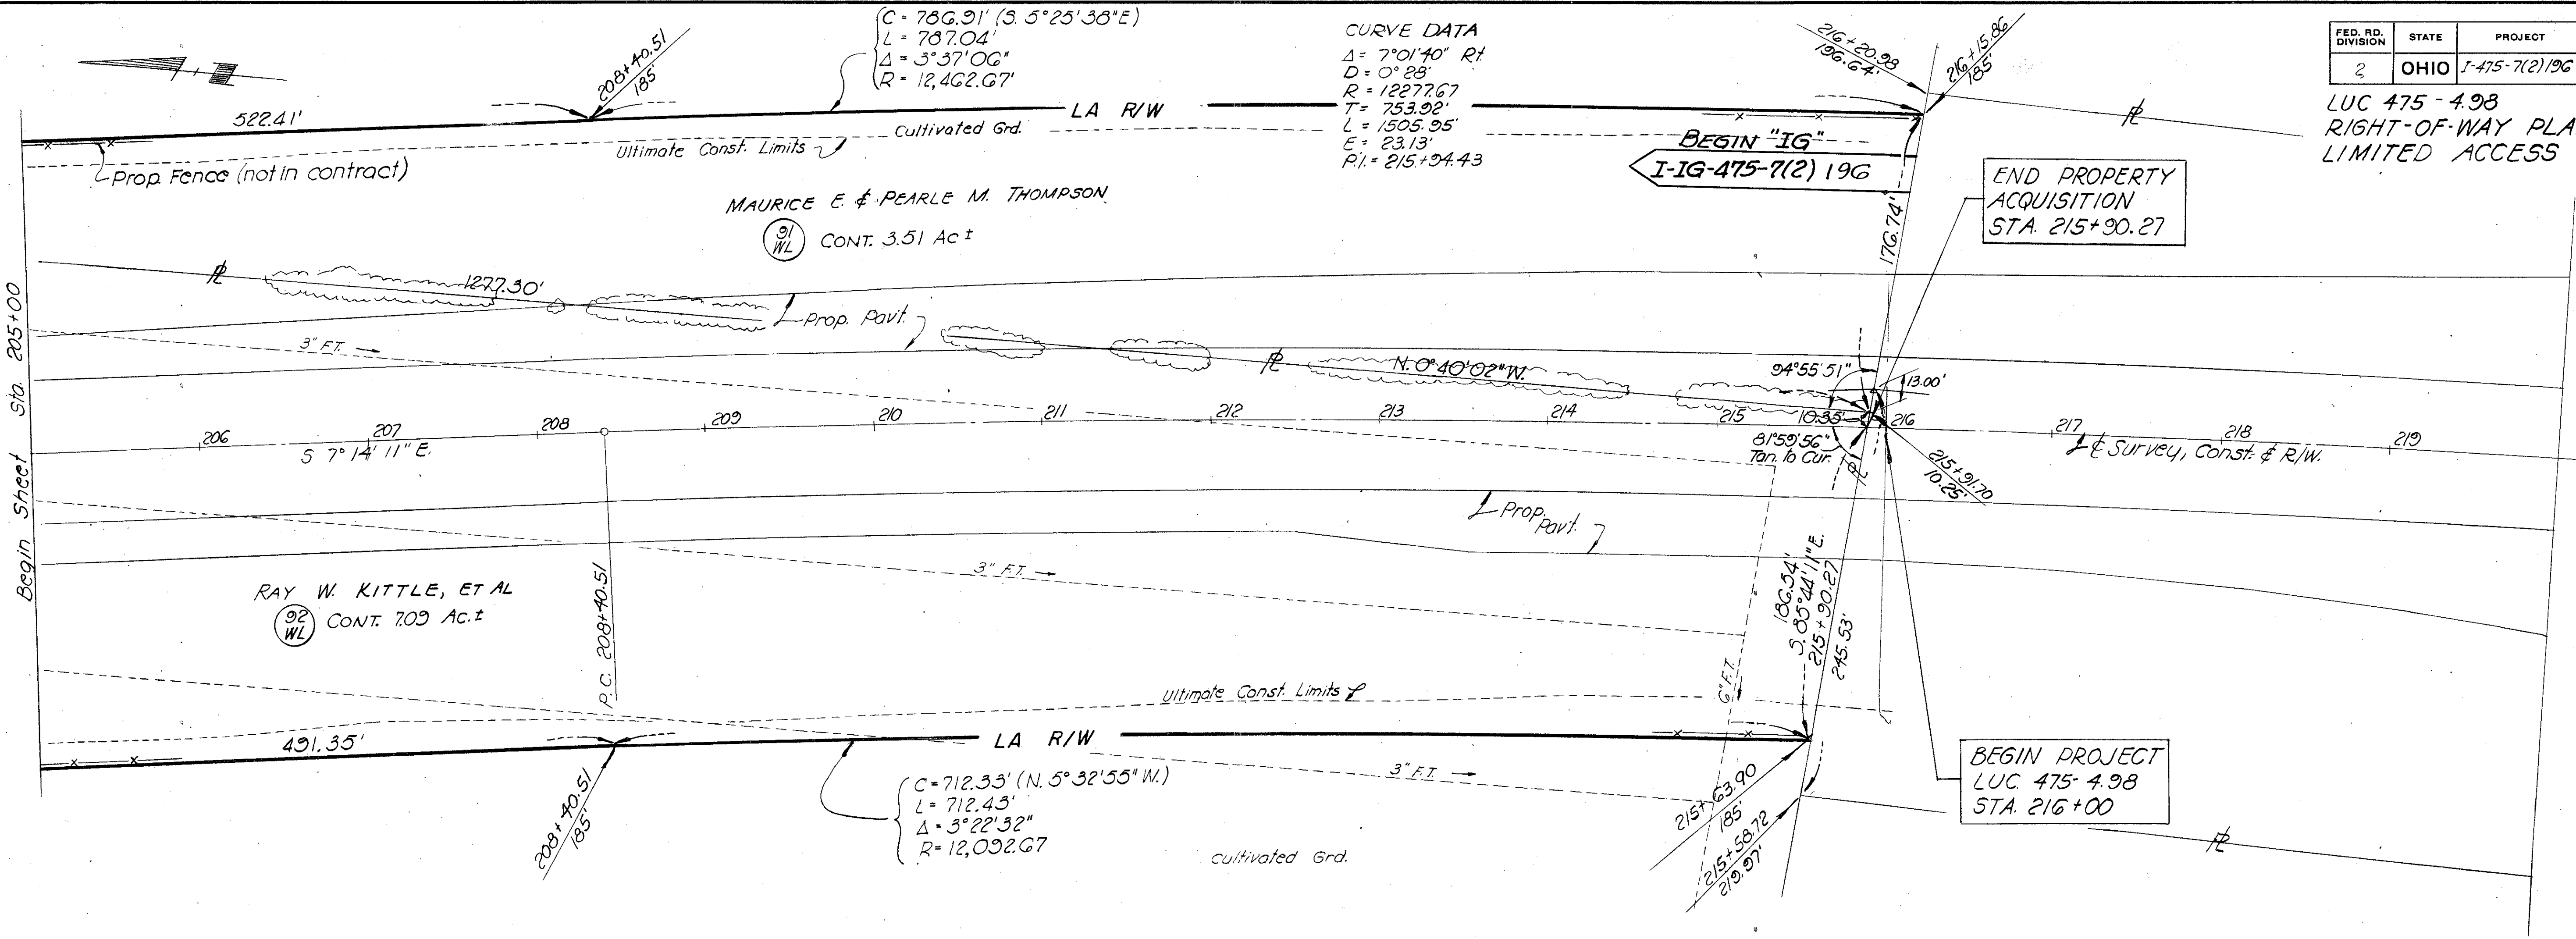 C = 786.91' (S. 5°25'38"E)
L = 787.04'
Δ = 3°37'06"
R = 12,462.67'
CURVE DATA
Δ = 7°01'40" Rt.
D = 0°28'
R = 12277.67
T = 753.92'
L = 1505.95'
E = 23.13'
P.I. = 215+94.43
216+20.98
196.64'
216+15.86
185'
FED. RD. DIVISION STATE PROJECT
2 OHIO I-475-7(2)196
LUC 475 - 4.98
RIGHT-OF-WAY PLA
LIMITED ACCESS
208+40.51
185'
522.41'
LA R/W
Cultivated Grd.
Ultimate Const. Limits
Prop. Fence (not in contract)
BEGIN "IG"
I-IG-475-7(2) 196
END PROPERTY
ACQUISITION
STA. 215+90.27
MAURICE E. & PEARLE M. THOMPSON
91
WL
CONT. 3.51 Ac ±
176.74'
PL
PL
1277.30'
Prop. Pavt.
3" F.T.
PL
N. 0°40'02" W.
94°55'51"
13.00'
10.35'
81°59'56"
Tan. to Cur.
PL
215+91.70
10.25'
Begin Sheet Sta. 205+00
206 207 208 209 210 211 212 213 214 215 216 217 218 219
S 7° 14' 11" E.
℄ Survey, Const. & R/W.
Prop. Pavt.
3" F.T.
RAY W. KITTLE, ET AL
92
WL
CONT. 7.09 Ac. ±
P.C. 208+40.51
186.54'
S. 85°44'11" E.
215+90.27
245.53'
6" F.T.
Ultimate Const. Limits
491.35'
LA R/W
208+40.51
185'
C = 712.33' (N. 5°32'55" W.)
L = 712.43'
Δ = 3°22'32"
R = 12,092.67
3" F.T.
Cultivated Grd.
215+63.90
185'
215+58.72
219.97'
BEGIN PROJECT
LUC. 475- 4.98
STA. 216+00
PL